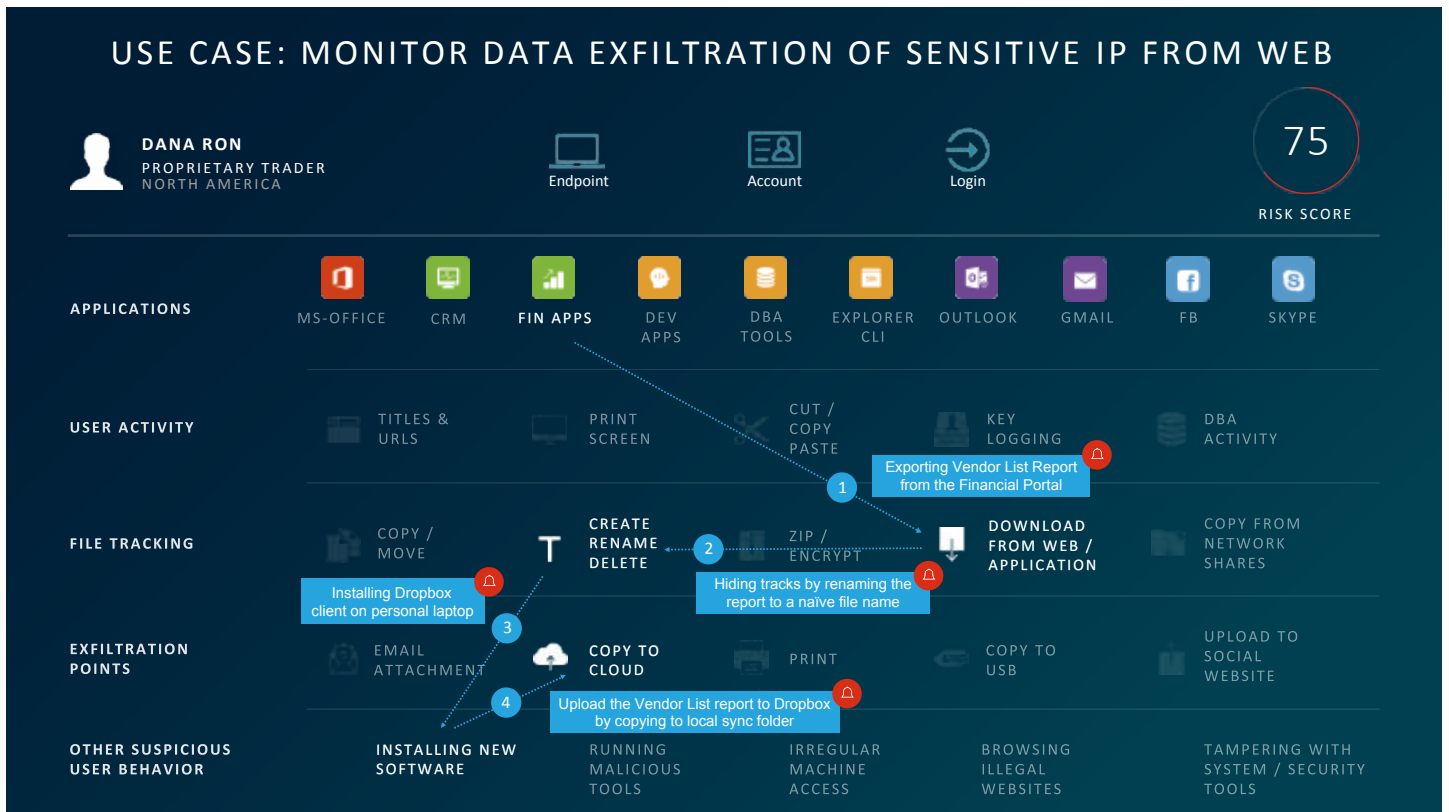 USE CASE: MONITOR DATA EXFILTRATION OF SENSITIVE IP FROM WEB
DANA RON
PROPRIETARY TRADER
NORTH AMERICA
Endpoint
Account
Login
75
RISK SCORE
APPLICATIONS
MS-OFFICE
CRM
FIN APPS
DEV
APPS
DBA
TOOLS
EXPLORER
CLI
OUTLOOK
GMAIL
FB
SKYPE
USER ACTIVITY
TITLES &
URLS
PRINT
SCREEN
CUT /
COPY
PASTE
KEY
LOGGING
DBA
ACTIVITY
Exporting Vendor List Report
from the Financial Portal
1
FILE TRACKING
COPY /
MOVE
T
CREATE
RENAME
DELETE
2
ZIP /
ENCRYPT
DOWNLOAD
FROM WEB /
APPLICATION
COPY FROM
NETWORK
SHARES
Installing Dropbox
client on personal laptop
Hiding tracks by renaming the
report to a naïve file name
3
EXFILTRATION
POINTS
EMAIL
ATTACHMENT
COPY TO
CLOUD
PRINT
COPY TO
USB
UPLOAD TO
SOCIAL
WEBSITE
4
Upload the Vendor List report to Dropbox
by copying to local sync folder
OTHER SUSPICIOUS
USER BEHAVIOR
INSTALLING NEW
SOFTWARE
RUNNING
MALICIOUS
TOOLS
IRREGULAR
MACHINE
ACCESS
BROWSING
ILLEGAL
WEBSITES
TAMPERING WITH
SYSTEM / SECURITY
TOOLS